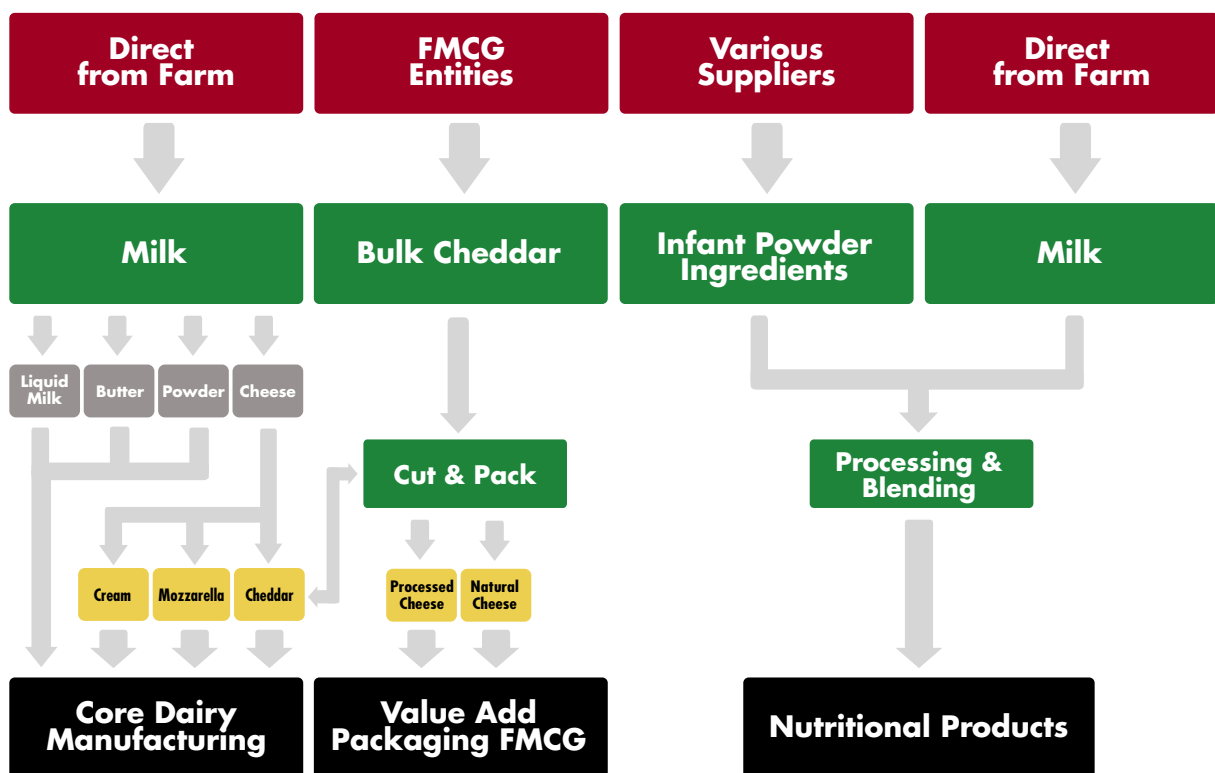 Direct
from Farm
FMCG
Entities
Various
Suppliers
Direct
from Farm
Milk
Bulk Cheddar
Infant Powder
Ingredients
Milk
Liquid
Milk
Butter
Powder
Cheese
Cut & Pack
Processing &
Blending
Cream
Mozzarella
Cheddar
Processed
Cheese
Natural
Cheese
Core Dairy
Manufacturing
Value Add
Packaging FMCG
Nutritional Products